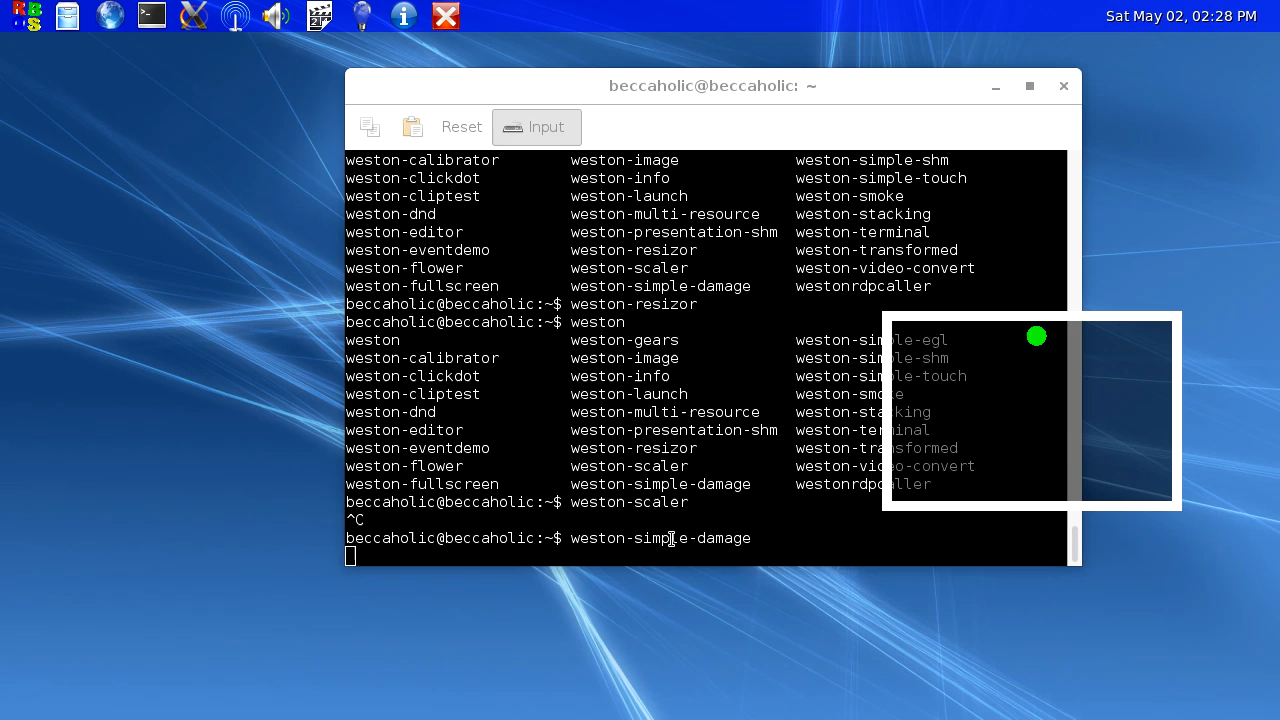 RB
BS
Sat May 02, 02:28 PM
beccaholic@beccaholic: ~
Reset Input
weston-calibrator weston-image weston-simple-shm
weston-clickdot weston-info weston-simple-touch
weston-cliptest weston-launch weston-smoke
weston-dnd weston-multi-resource weston-stacking
weston-editor weston-presentation-shm weston-terminal
weston-eventdemo weston-resizor weston-transformed
weston-flower weston-scaler weston-video-convert
weston-fullscreen weston-simple-damage westonrdpcaller
beccaholic@beccaholic:~$ weston-resizor
beccaholic@beccaholic:~$ weston
weston weston-gears weston-simple-egl
weston-calibrator weston-image weston-simple-shm
weston-clickdot weston-info weston-simple-touch
weston-cliptest weston-launch weston-smoke
weston-dnd weston-multi-resource weston-stacking
weston-editor weston-presentation-shm weston-terminal
weston-eventdemo weston-resizor weston-transformed
weston-flower weston-scaler weston-video-convert
weston-fullscreen weston-simple-damage westonrdpcaller
beccaholic@beccaholic:~$ weston-scaler
^C
beccaholic@beccaholic:~$ weston-simple-damage